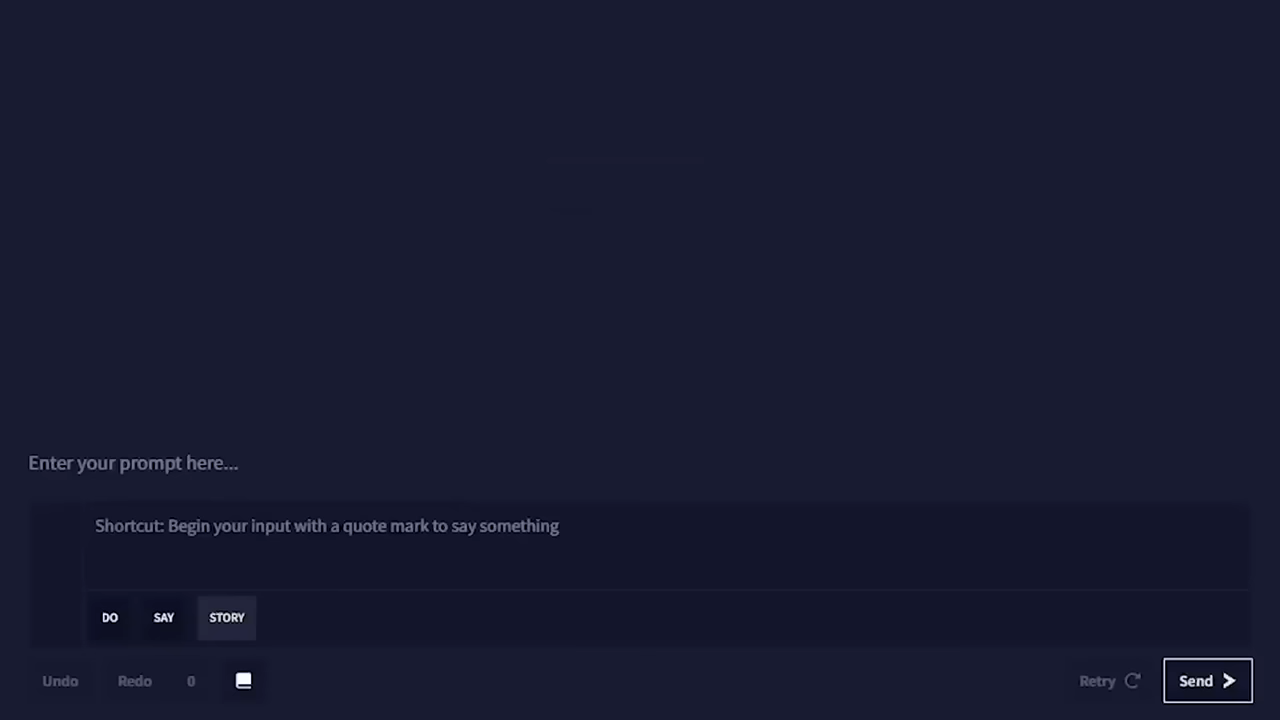 Enter your prompt here...
Shortcut: Begin your input with a quote mark to say something
DO SAY STORY
Undo Redo 0 Retry Send